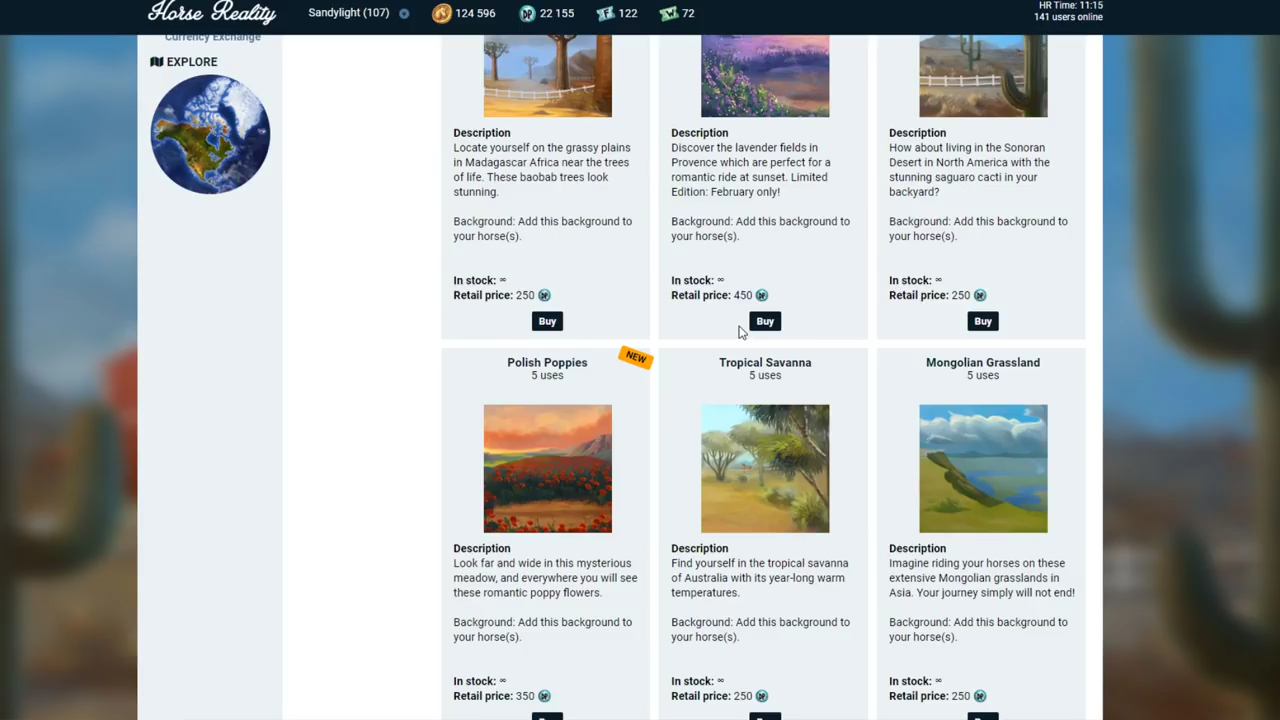 Horse Reality
Sandylight (107)
124 596
DP
22 155
122
72
HR Time: 11:15
141 users online
Currency Exchange
EXPLORE
Description
Locate yourself on the grassy plains
in Madagascar Africa near the trees
of life. These baobab trees look
stunning.
Background: Add this background to
your horse(s).
In stock: ∞
Retail price: 250
Buy
Description
Discover the lavender fields in
Provence which are perfect for a
romantic ride at sunset. Limited
Edition: February only!
Background: Add this background to
your horse(s).
In stock: ∞
Retail price: 450
Buy
Description
How about living in the Sonoran
Desert in North America with the
stunning saguaro cacti in your
backyard?
Background: Add this background to
your horse(s).
In stock: ∞
Retail price: 250
Buy
Polish Poppies
5 uses
NEW
Description
Look far and wide in this mysterious
meadow, and everywhere you will see
these romantic poppy flowers.
Background: Add this background to
your horse(s).
In stock: ∞
Retail price: 350
Tropical Savanna
5 uses
Description
Find yourself in the tropical savanna
of Australia with its year-long warm
temperatures.
Background: Add this background to
your horse(s).
In stock: ∞
Retail price: 250
Mongolian Grassland
5 uses
Description
Imagine riding your horses on these
extensive Mongolian grasslands in
Asia. Your journey simply will not end!
Background: Add this background to
your horse(s).
In stock: ∞
Retail price: 250